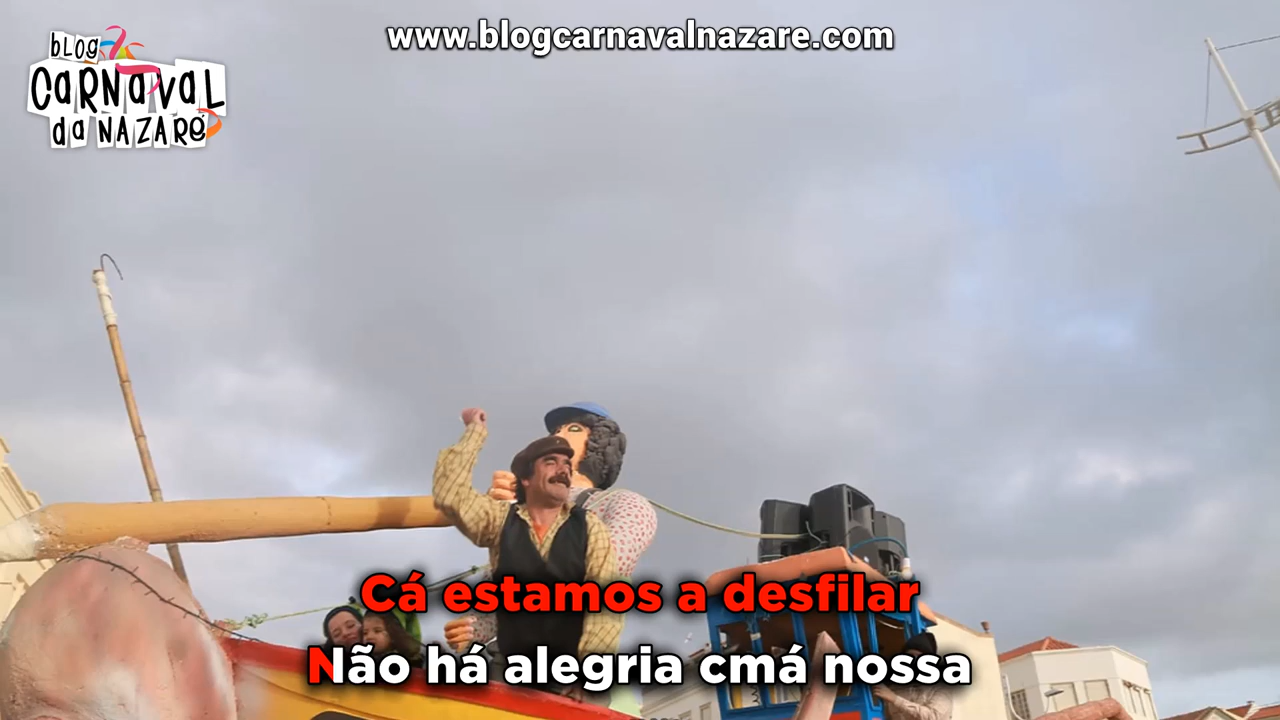 www.blogcarnavalnazare.com
blog
CaRNaVaL
da NAZARé
Cá estamos a desfilar
Não há alegria cmá nossa